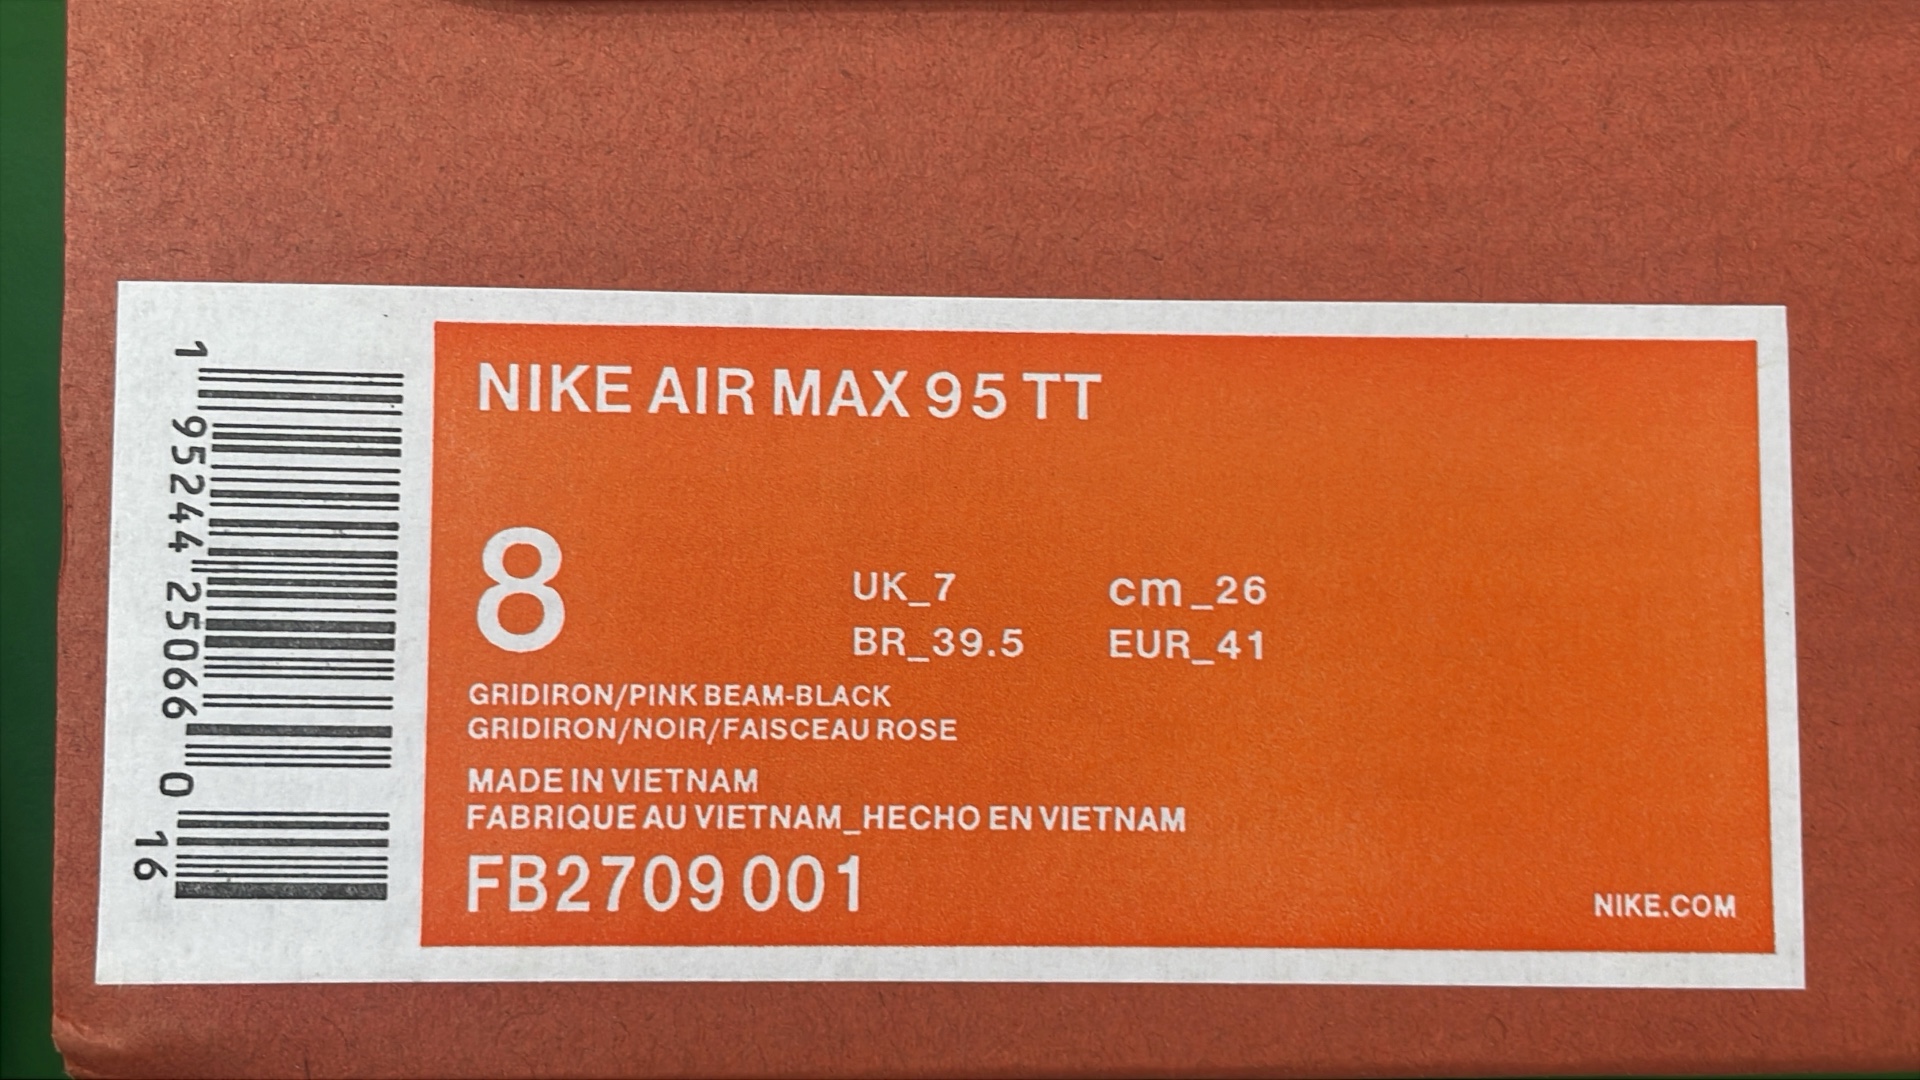 1 95244 25066 0
16
NIKE AIR MAX 95 TT
8
UK_7 cm_26
BR_39.5 EUR_41
GRIDIRON/PINK BEAM-BLACK
GRIDIRON/NOIR/FAISCEAU ROSE
MADE IN VIETNAM
FABRIQUE AU VIETNAM_HECHO EN VIETNAM
FB2709 001
NIKE.COM